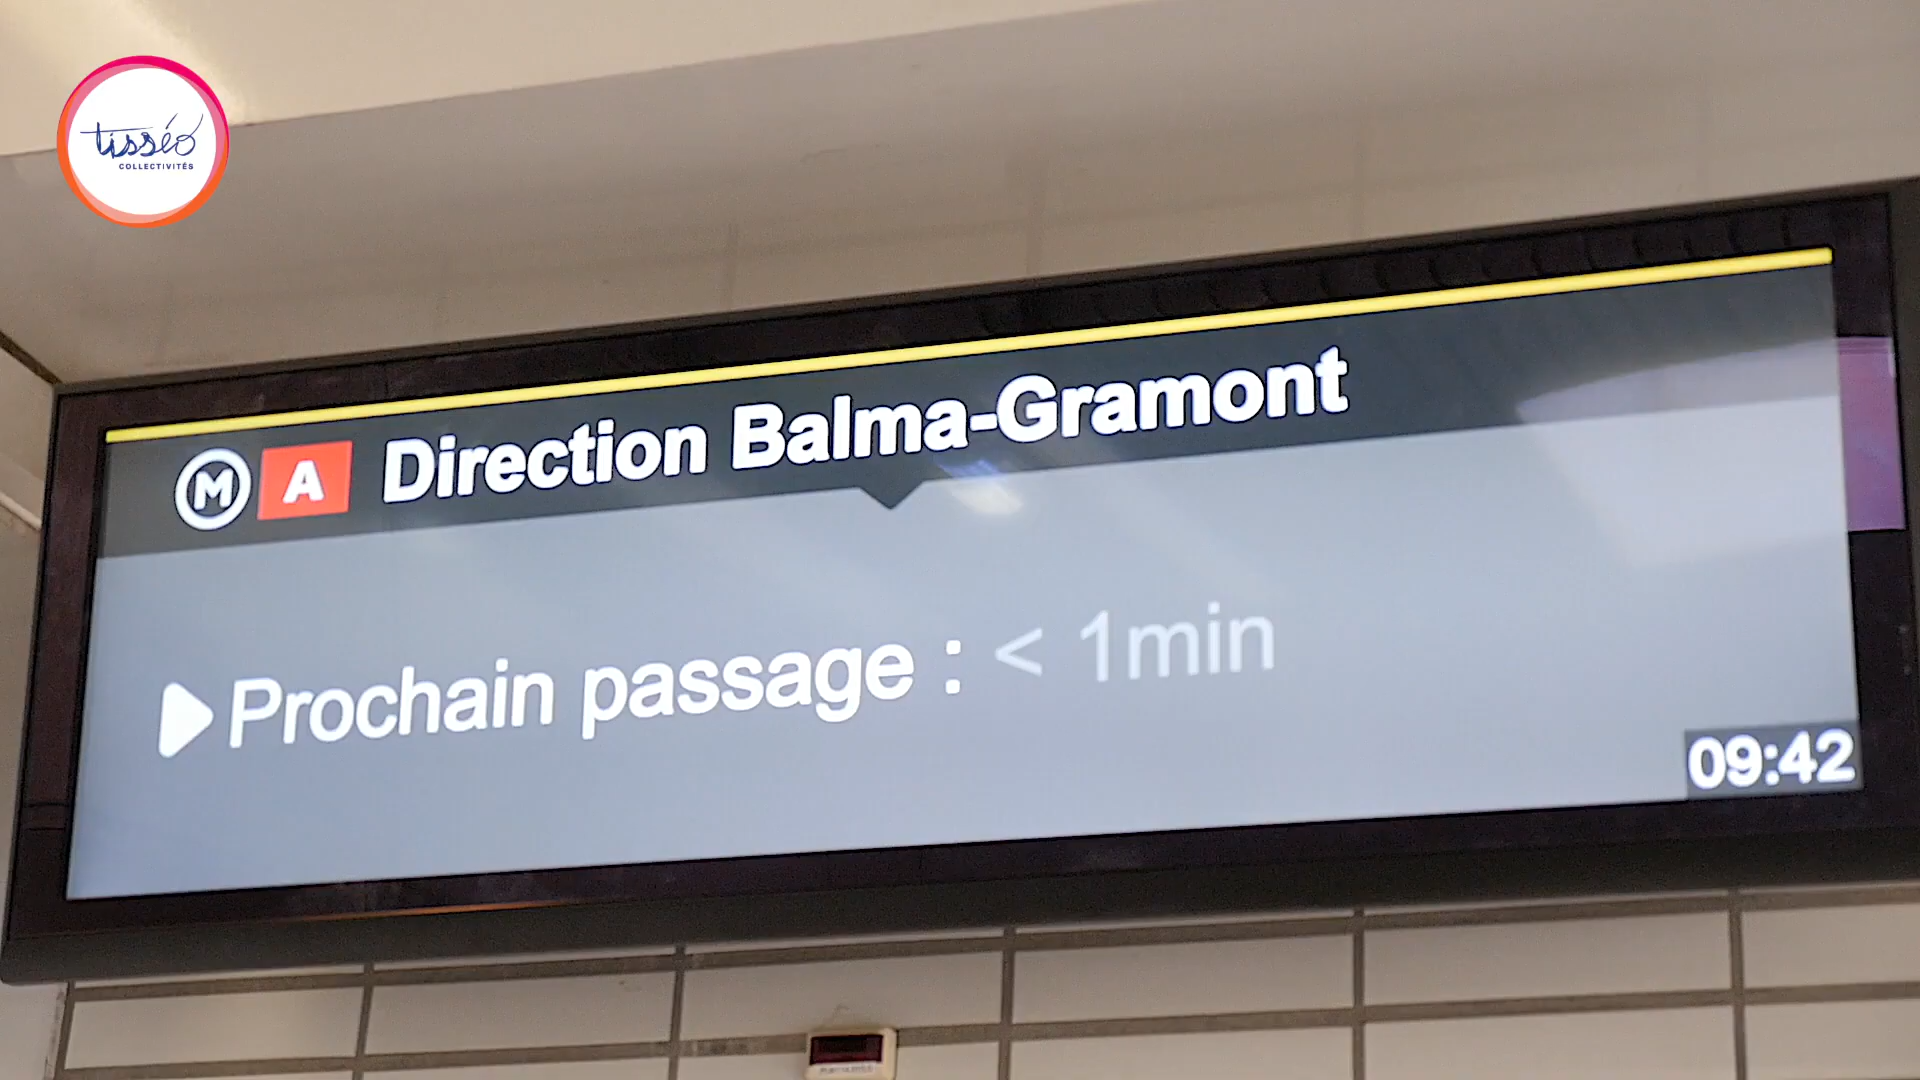 tisséo
COLLECTIVITÉS
M A Direction Balma-Gramont
Prochain passage : < 1min
09:42